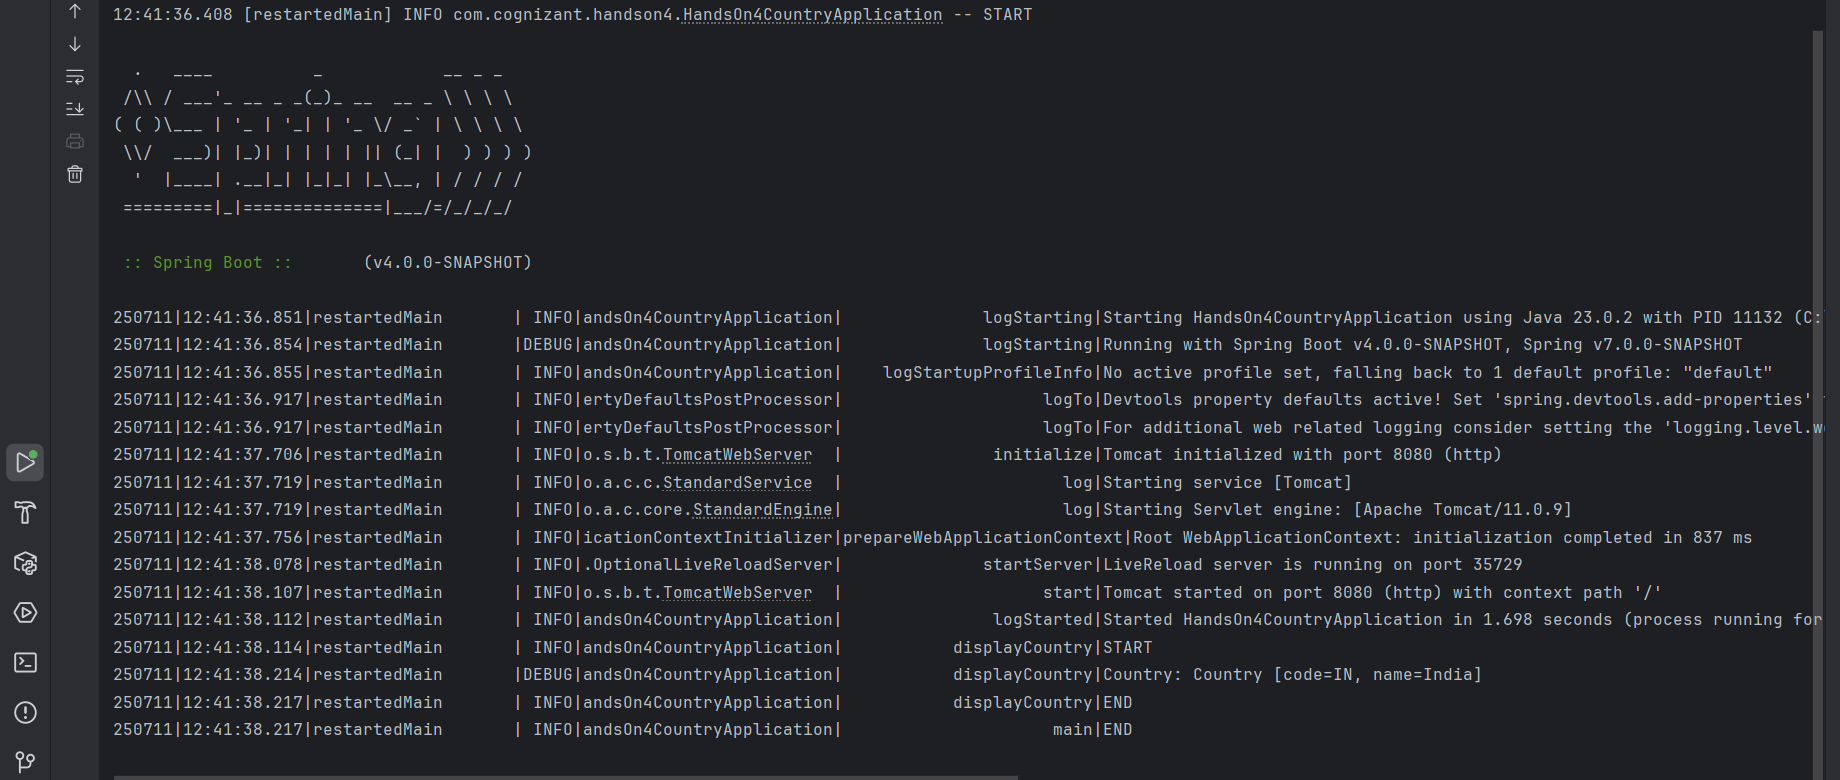 12:41:36.408 [restartedMain] INFO com.cognizant.handson4.HandsOn4CountryApplication -- START
  .   ____          _            __ _ _
 /\\ / ___'_ __ _ _(_)_ __  __ _ \ \ \ \
( ( )\___ | '_ | '_| | '_ \/ _` | \ \ \ \
 \\/  ___)| |_)| | | | | || (_| |  ) ) ) )
  '  |____| .__|_| |_|_| |_\__, | / / / /
 =========|_|==============|___/=/_/_/_/
 :: Spring Boot ::       (v4.0.0-SNAPSHOT)
250711|12:41:36.851|restartedMain       | INFO|andsOn4CountryApplication|              logStarting|Starting HandsOn4CountryApplication using Java 23.0.2 with PID 11132 (C:
250711|12:41:36.854|restartedMain       |DEBUG|andsOn4CountryApplication|              logStarting|Running with Spring Boot v4.0.0-SNAPSHOT, Spring v7.0.0-SNAPSHOT
250711|12:41:36.855|restartedMain       | INFO|andsOn4CountryApplication|    logStartupProfileInfo|No active profile set, falling back to 1 default profile: "default"
250711|12:41:36.917|restartedMain       | INFO|ertyDefaultsPostProcessor|                    logTo|Devtools property defaults active! Set 'spring.devtools.add-properties'
250711|12:41:36.917|restartedMain       | INFO|ertyDefaultsPostProcessor|                    logTo|For additional web related logging consider setting the 'logging.level.w
250711|12:41:37.706|restartedMain       | INFO|o.s.b.t.TomcatWebServer  |               initialize|Tomcat initialized with port 8080 (http)
250711|12:41:37.719|restartedMain       | INFO|o.a.c.c.StandardService  |                      log|Starting service [Tomcat]
250711|12:41:37.719|restartedMain       | INFO|o.a.c.core.StandardEngine|                      log|Starting Servlet engine: [Apache Tomcat/11.0.9]
250711|12:41:37.756|restartedMain       | INFO|icationContextInitializer|prepareWebApplicationContext|Root WebApplicationContext: initialization completed in 837 ms
250711|12:41:38.078|restartedMain       | INFO|.OptionalLiveReloadServer|              startServer|LiveReload server is running on port 35729
250711|12:41:38.107|restartedMain       | INFO|o.s.b.t.TomcatWebServer  |                    start|Tomcat started on port 8080 (http) with context path '/'
250711|12:41:38.112|restartedMain       | INFO|andsOn4CountryApplication|               logStarted|Started HandsOn4CountryApplication in 1.698 seconds (process running for
250711|12:41:38.114|restartedMain       | INFO|andsOn4CountryApplication|           displayCountry|START
250711|12:41:38.214|restartedMain       |DEBUG|andsOn4CountryApplication|           displayCountry|Country: Country [code=IN, name=India]
250711|12:41:38.217|restartedMain       | INFO|andsOn4CountryApplication|           displayCountry|END
250711|12:41:38.217|restartedMain       | INFO|andsOn4CountryApplication|                     main|END